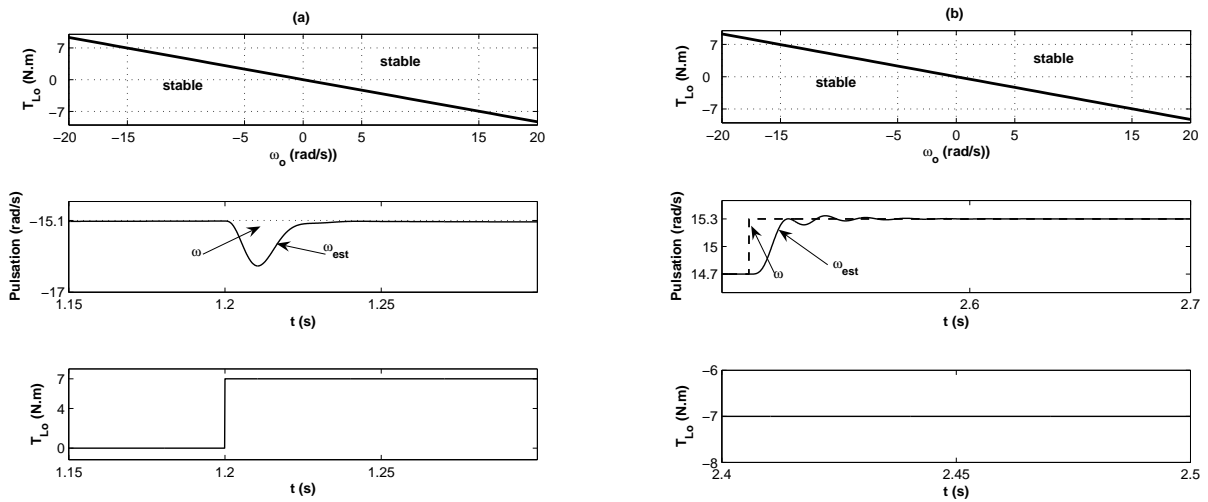 (a)
T_Lo (N.m)
7
0
−7
stable
stable
−20 −15 −5 0 5 15 20
ω_o (rad/s))
Pulsation (rad/s)
−15.1
−17
ω
ω_est
1.15 1.2 1.25
t (s)
T_Lo (N.m)
7
4
0
1.15 1.2 1.25
t (s)
(b)
T_Lo (N.m)
7
0
−7
stable
stable
−20 −15 −5 0 5 15 20
ω_o (rad/s))
Pulsation (rad/s)
15.3
15
14.7
ω
ω_est
2.6 2.7
t (s)
T_Lo (N.m)
−6
−7
−8
2.4 2.45 2.5
t (s)